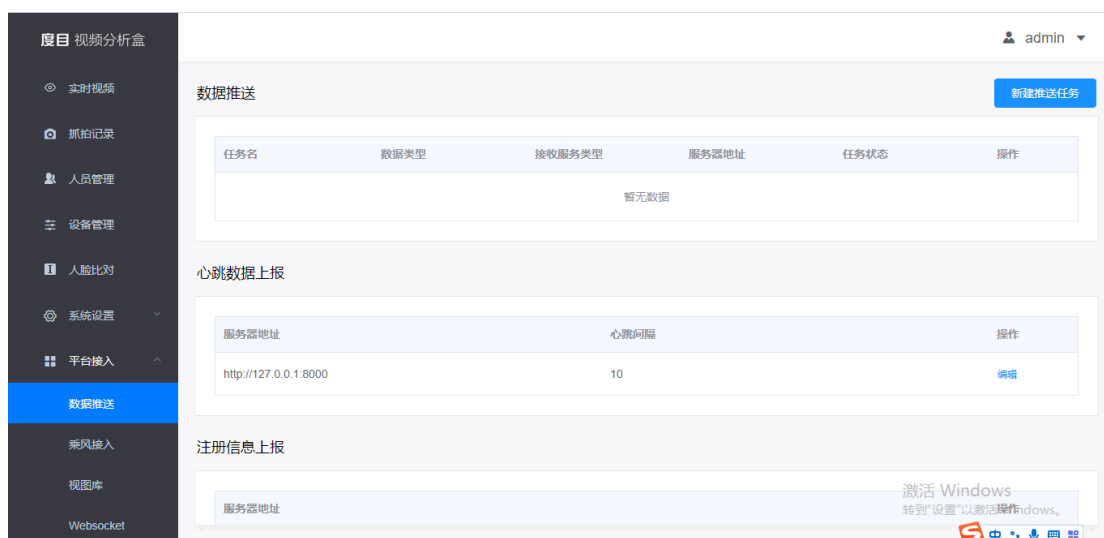 度目 视频分析盒
admin
实时视频
抓拍记录
人员管理
设备管理
人脸比对
系统设置
平台接入
数据推送
乘风接入
视图库
Websocket
数据推送
新建推送任务
任务名 数据类型 接收服务类型 服务器地址 任务状态 操作
暂无数据
心跳数据上报
服务器地址 心跳间隔 操作
http://127.0.0.1:8000 10 编辑
注册信息上报
服务器地址 操作
激活 Windows
转到"设置"以激活 Windows。
中